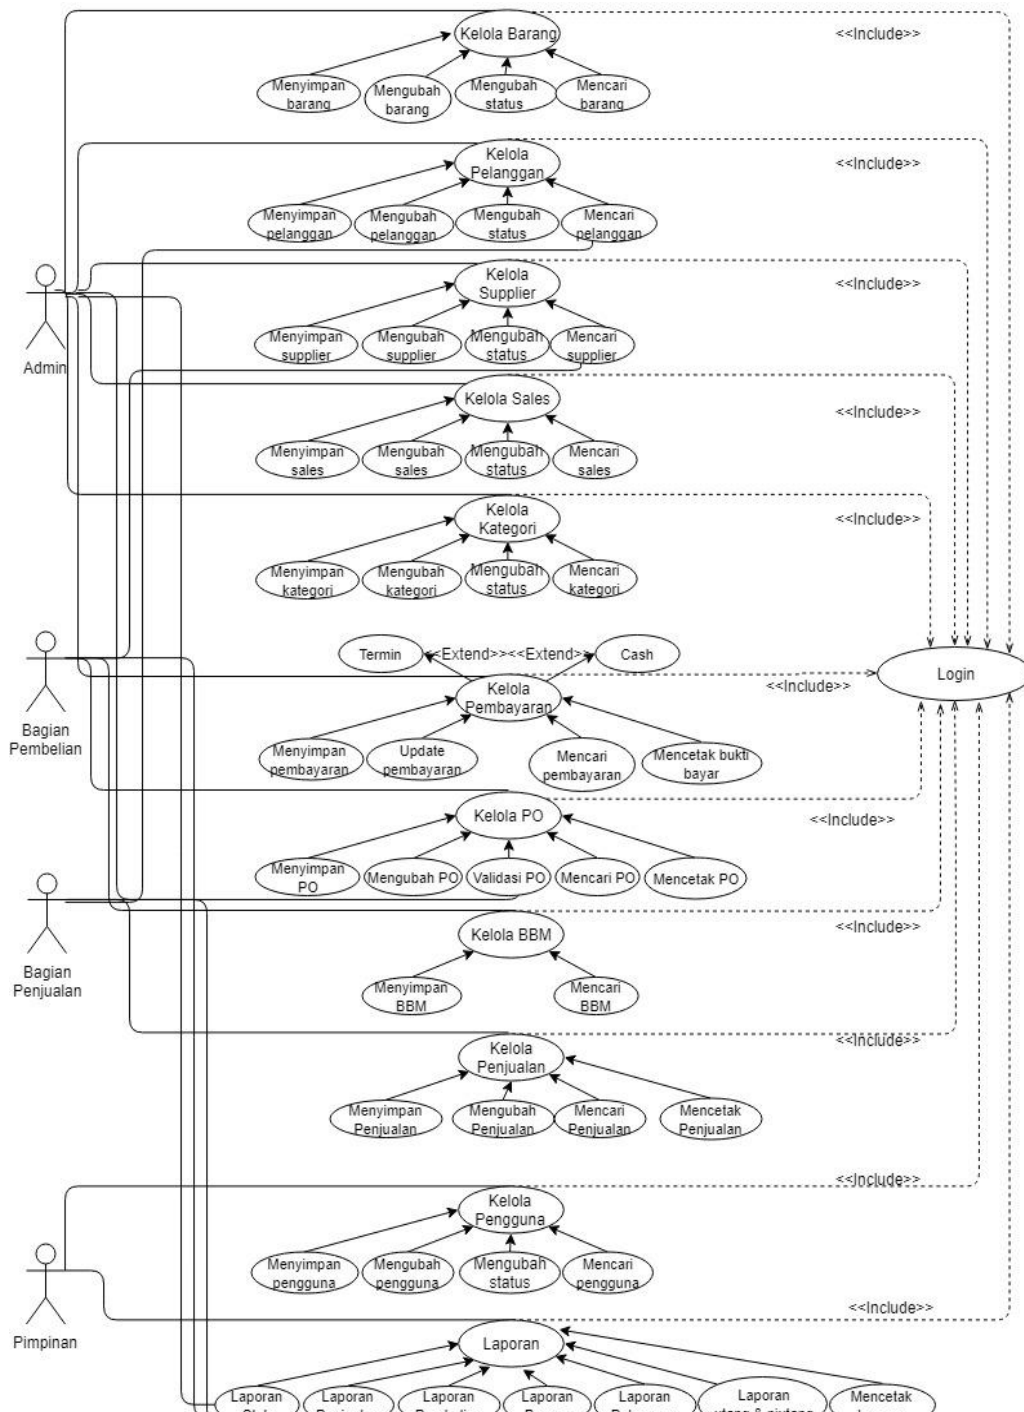 Kelola Barang
<<Include>>
Menyimpan
barang
Mengubah
barang
Mengubah
status
Mencari
barang
Kelola
Pelanggan
<<Include>>
Menyimpan
pelanggan
Mengubah
pelanggan
Mengubah
status
Mencari
pelanggan
Kelola
Supplier
<<Include>>
Menyimpan
supplier
Mengubah
supplier
Mengubah
status
Mencari
supplier
Admin
Kelola Sales
<<Include>>
Menyimpan
sales
Mengubah
sales
Mengubah
status
Mencari
sales
Kelola
Kategori
<<Include>>
Menyimpan
kategori
Mengubah
kategori
Mengubah
status
Mencari
kategori
Termin
<<Extend>>
<<Extend>>
Cash
Login
Kelola
Pembayaran
<<Include>>
Bagian
Pembelian
Menyimpan
pembayaran
Update
pembayaran
Mencari
pembayaran
Mencetak bukti
bayar
Kelola PO
<<Include>>
Menyimpan
PO
Mengubah PO
Validasi PO
Mencari PO
Mencetak PO
Kelola BBM
<<Include>>
Bagian
Penjualan
Menyimpan
BBM
Mencari
BBM
Kelola
Penjualan
<<Include>>
Menyimpan
Penjualan
Mengubah
Penjualan
Mencari
Penjualan
Mencetak
Penjualan
<<Include>>
Kelola
Pengguna
Menyimpan
pengguna
Mengubah
pengguna
Mengubah
status
Mencari
pengguna
<<Include>>
Pimpinan
Laporan
Laporan
Laporan
Laporan
Laporan
Laporan
Laporan
Mencetak